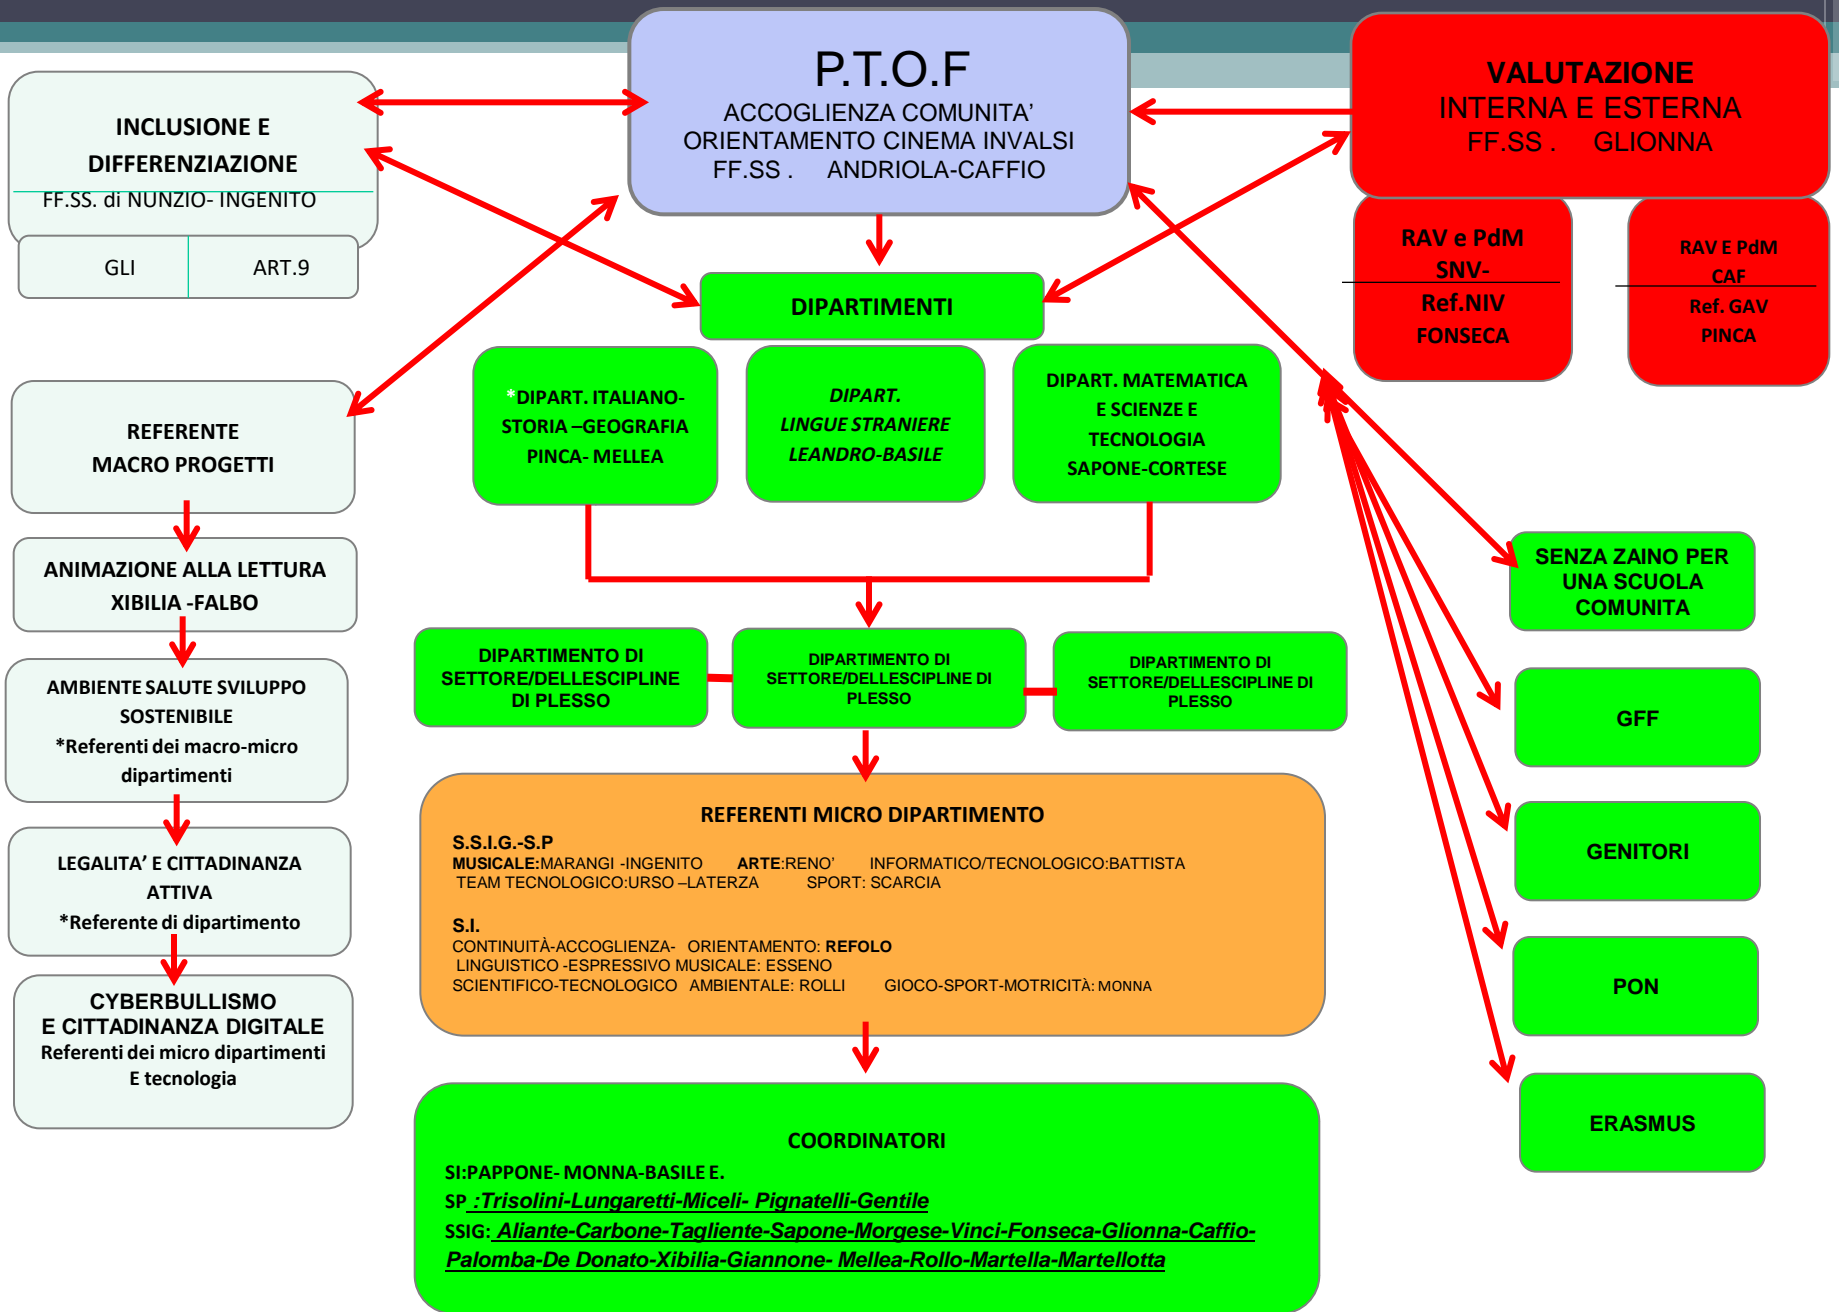 P.T.O.F
ACCOGLIENZA COMUNITA'
ORIENTAMENTO CINEMA INVALSI
FF.SS . ANDRIOLA-CAFFIO
VALUTAZIONE
INTERNA E ESTERNA
FF.SS . GLIONNA
INCLUSIONE E
DIFFERENZIAZIONE
FF.SS. di NUNZIO- INGENITO
GLI ART.9
RAV e PdM
SNV-
Ref.NIV
FONSECA
RAV E PdM
CAF
Ref. GAV
PINCA
DIPARTIMENTI
*DIPART. ITALIANO-
STORIA –GEOGRAFIA
PINCA- MELLEA
DIPART.
LINGUE STRANIERE
LEANDRO-BASILE
DIPART. MATEMATICA
E SCIENZE E
TECNOLOGIA
SAPONE-CORTESE
REFERENTE
MACRO PROGETTI
ANIMAZIONE ALLA LETTURA
XIBILIA -FALBO
AMBIENTE SALUTE SVILUPPO
SOSTENIBILE
*Referenti dei macro-micro
dipartimenti
LEGALITA’ E CITTADINANZA
ATTIVA
*Referente di dipartimento
CYBERBULLISMO
E CITTADINANZA DIGITALE
Referenti dei micro dipartimenti
E tecnologia
DIPARTIMENTO DI
SETTORE/DELLESCIPLINE
DI PLESSO
DIPARTIMENTO DI
SETTORE/DELLESCIPLINE DI
PLESSO
DIPARTIMENTO DI
SETTORE/DELLESCIPLINE DI
PLESSO
REFERENTI MICRO DIPARTIMENTO
S.S.I.G.-S.P
MUSICALE:MARANGI -INGENITO ARTE:RENO’ INFORMATICO/TECNOLOGICO:BATTISTA
TEAM TECNOLOGICO:URSO –LATERZA SPORT: SCARCIA
S.I.
CONTINUITÀ-ACCOGLIENZA- ORIENTAMENTO: REFOLO
LINGUISTICO -ESPRESSIVO MUSICALE: ESSENO
SCIENTIFICO-TECNOLOGICO AMBIENTALE: ROLLI GIOCO-SPORT-MOTRICITÀ: MONNA
COORDINATORI
SI:PAPPONE- MONNA-BASILE E.
SP :Trisolini-Lungaretti-Miceli- Pignatelli-Gentile
SSIG: Aliante-Carbone-Tagliente-Sapone-Morgese-Vinci-Fonseca-Glionna-Caffio-
Palomba-De Donato-Xibilia-Giannone- Mellea-Rollo-Martella-Martellotta
SENZA ZAINO PER
UNA SCUOLA
COMUNITA
GFF
GENITORI
PON
ERASMUS